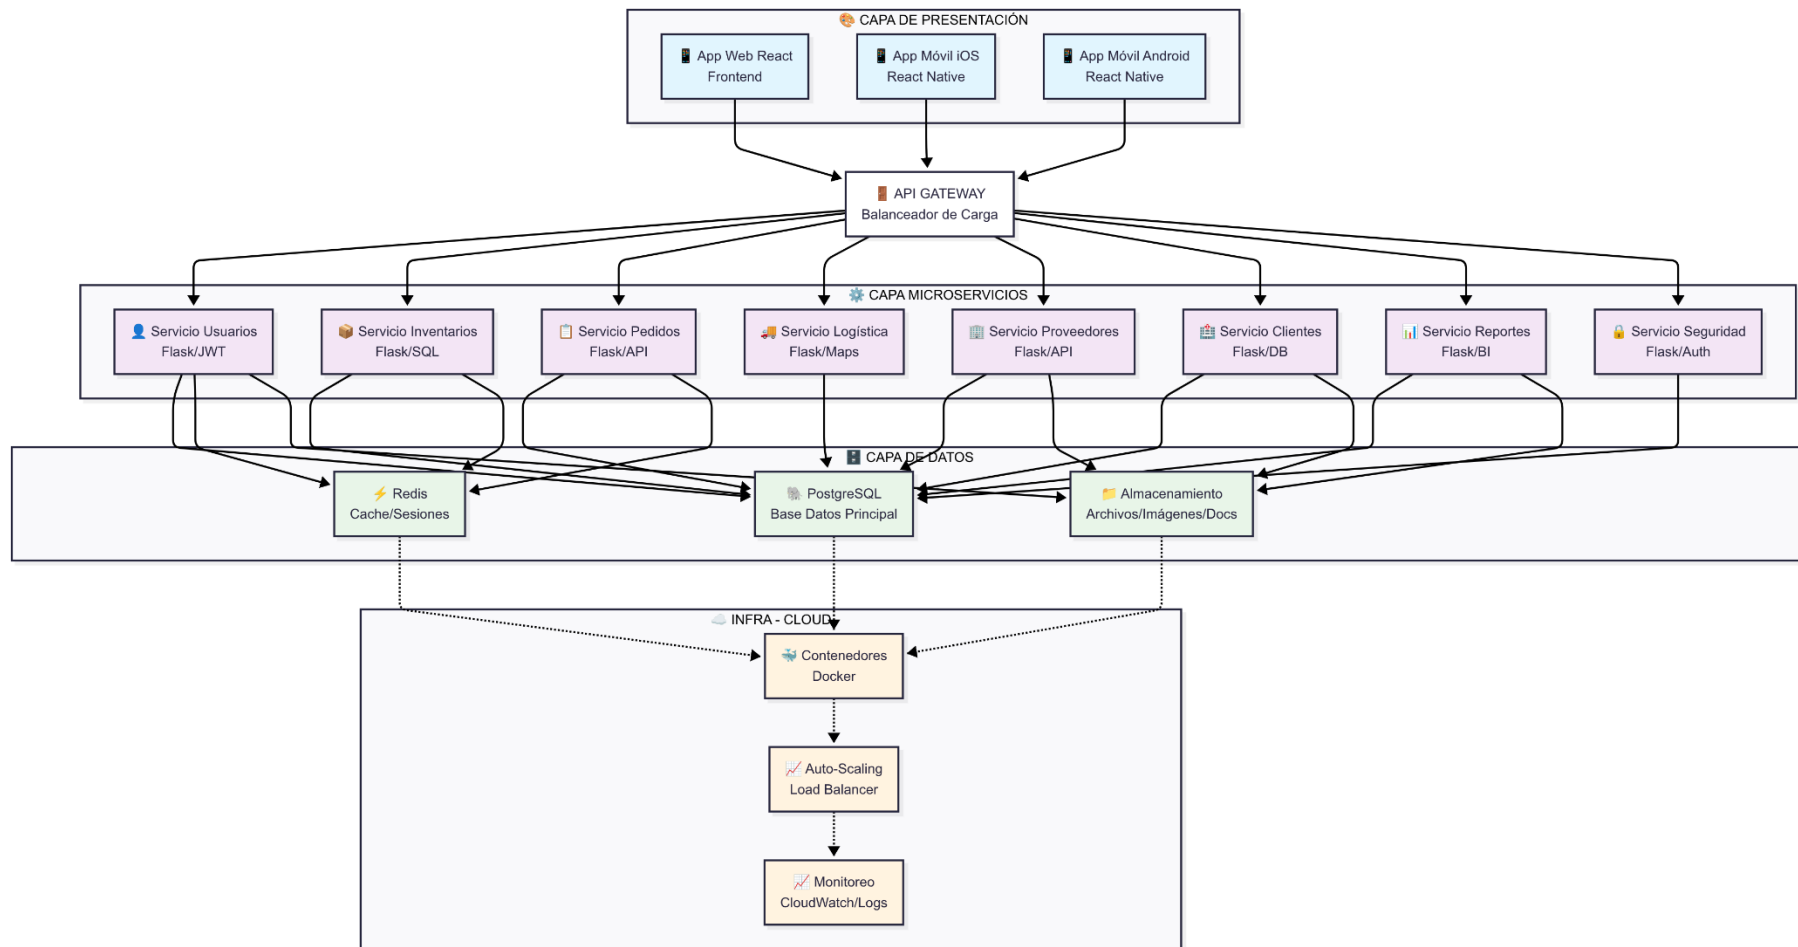 🎨 CAPA DE PRESENTACIÓN
📱 App Web React
Frontend
📱 App Móvil iOS
React Native
📱 App Móvil Android
React Native
🚪 API GATEWAY
Balanceador de Carga
⚙️ CAPA MICROSERVICIOS
👤 Servicio Usuarios
Flask/JWT
📦 Servicio Inventarios
Flask/SQL
📋 Servicio Pedidos
Flask/API
🚚 Servicio Logística
Flask/Maps
🏢 Servicio Proveedores
Flask/API
🏥 Servicio Clientes
Flask/DB
📊 Servicio Reportes
Flask/BI
🔒 Servicio Seguridad
Flask/Auth
🗄️ CAPA DE DATOS
⚡ Redis
Cache/Sesiones
🐘 PostgreSQL
Base Datos Principal
📁 Almacenamiento
Archivos/Imágenes/Docs
☁️ INFRA - CLOUD
🐳 Contenedores
Docker
📈 Auto-Scaling
Load Balancer
📈 Monitoreo
CloudWatch/Logs